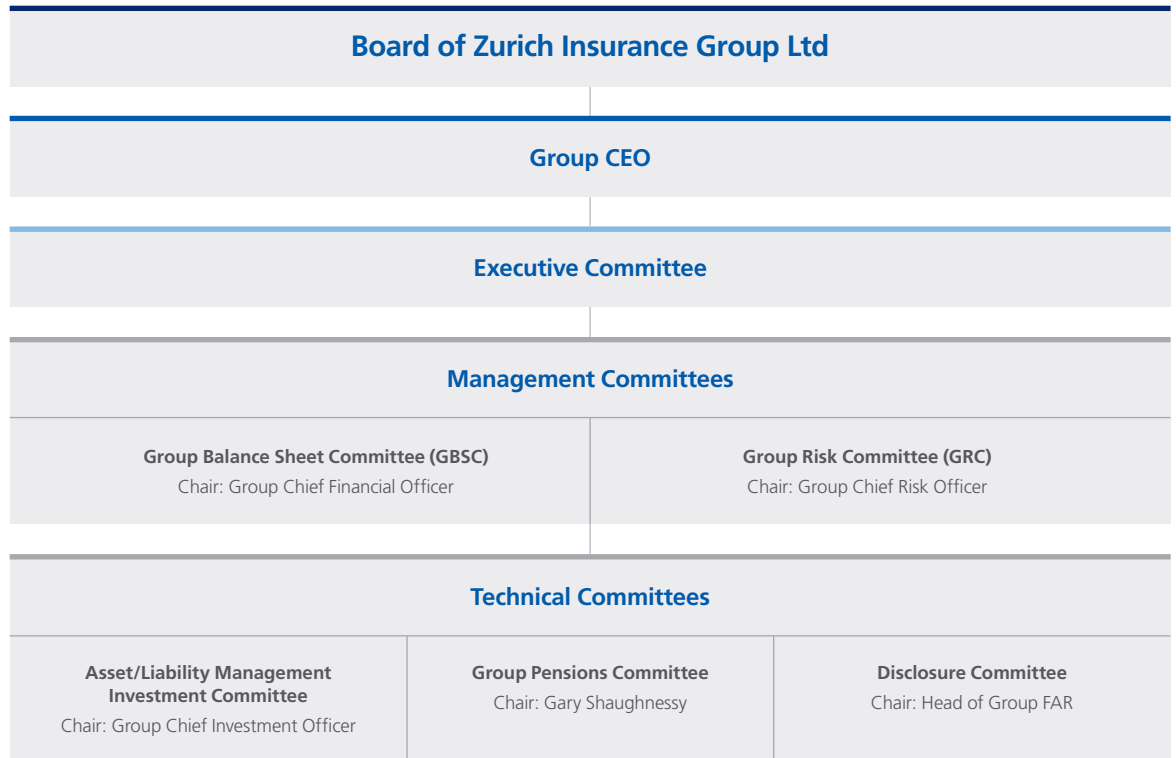 Board of Zurich Insurance Group Ltd
Group CEO
Executive Committee
Management Committees
Group Balance Sheet Committee (GBSC)
Chair: Group Chief Financial Officer
Group Risk Committee (GRC)
Chair: Group Chief Risk Officer
Technical Committees
Asset/Liability Management
Investment Committee
Chair: Group Chief Investment Officer
Group Pensions Committee
Chair: Gary Shaughnessy
Disclosure Committee
Chair: Head of Group FAR